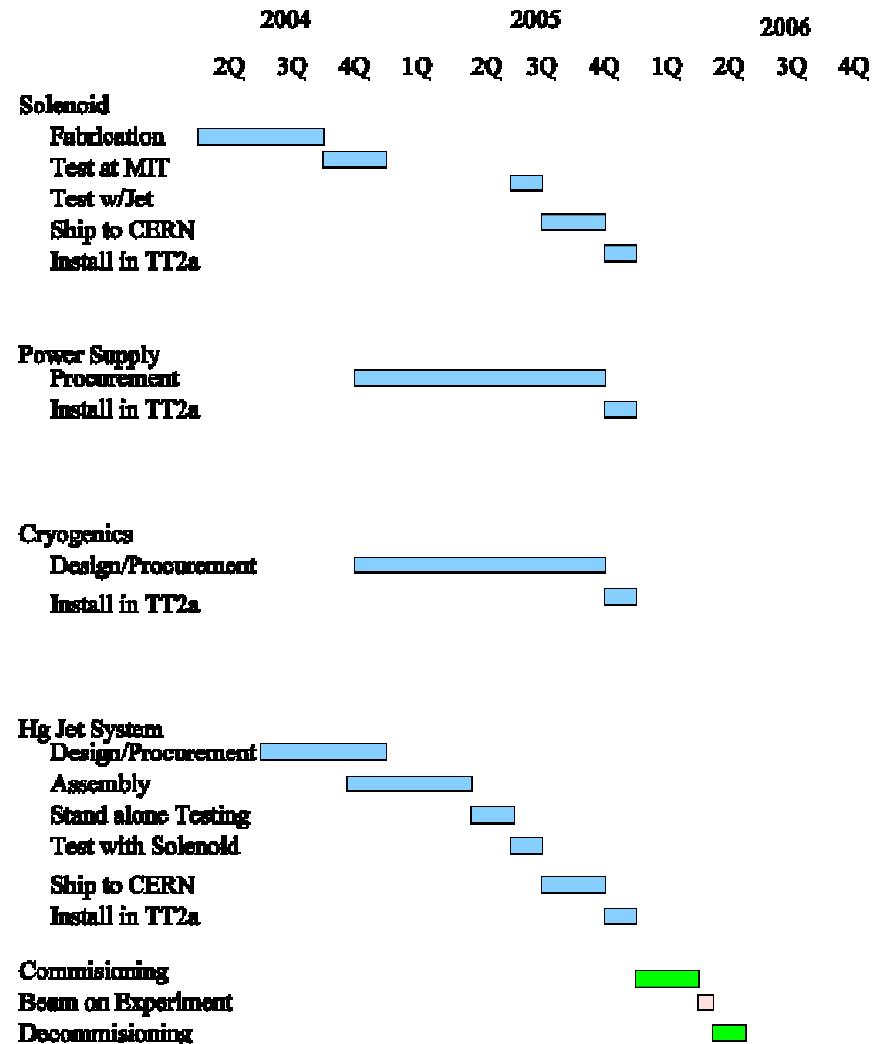 2004 2005 2006
2Q 3Q 4Q 1Q 2Q 3Q 4Q 1Q 2Q 3Q 4Q
Solenoid
Fabrication
Test at MIT
Test w/Jet
Ship to CERN
Install in TT2a
Power Supply
Procurement
Install in TT2a
Cryogenics
Design/Procurement
Install in TT2a
Hg Jet System
Design/Procurement
Assembly
Stand alone Testing
Test with Solenoid
Ship to CERN
Install in TT2a
Commisioning
Beam on Experiment
Decommisioning